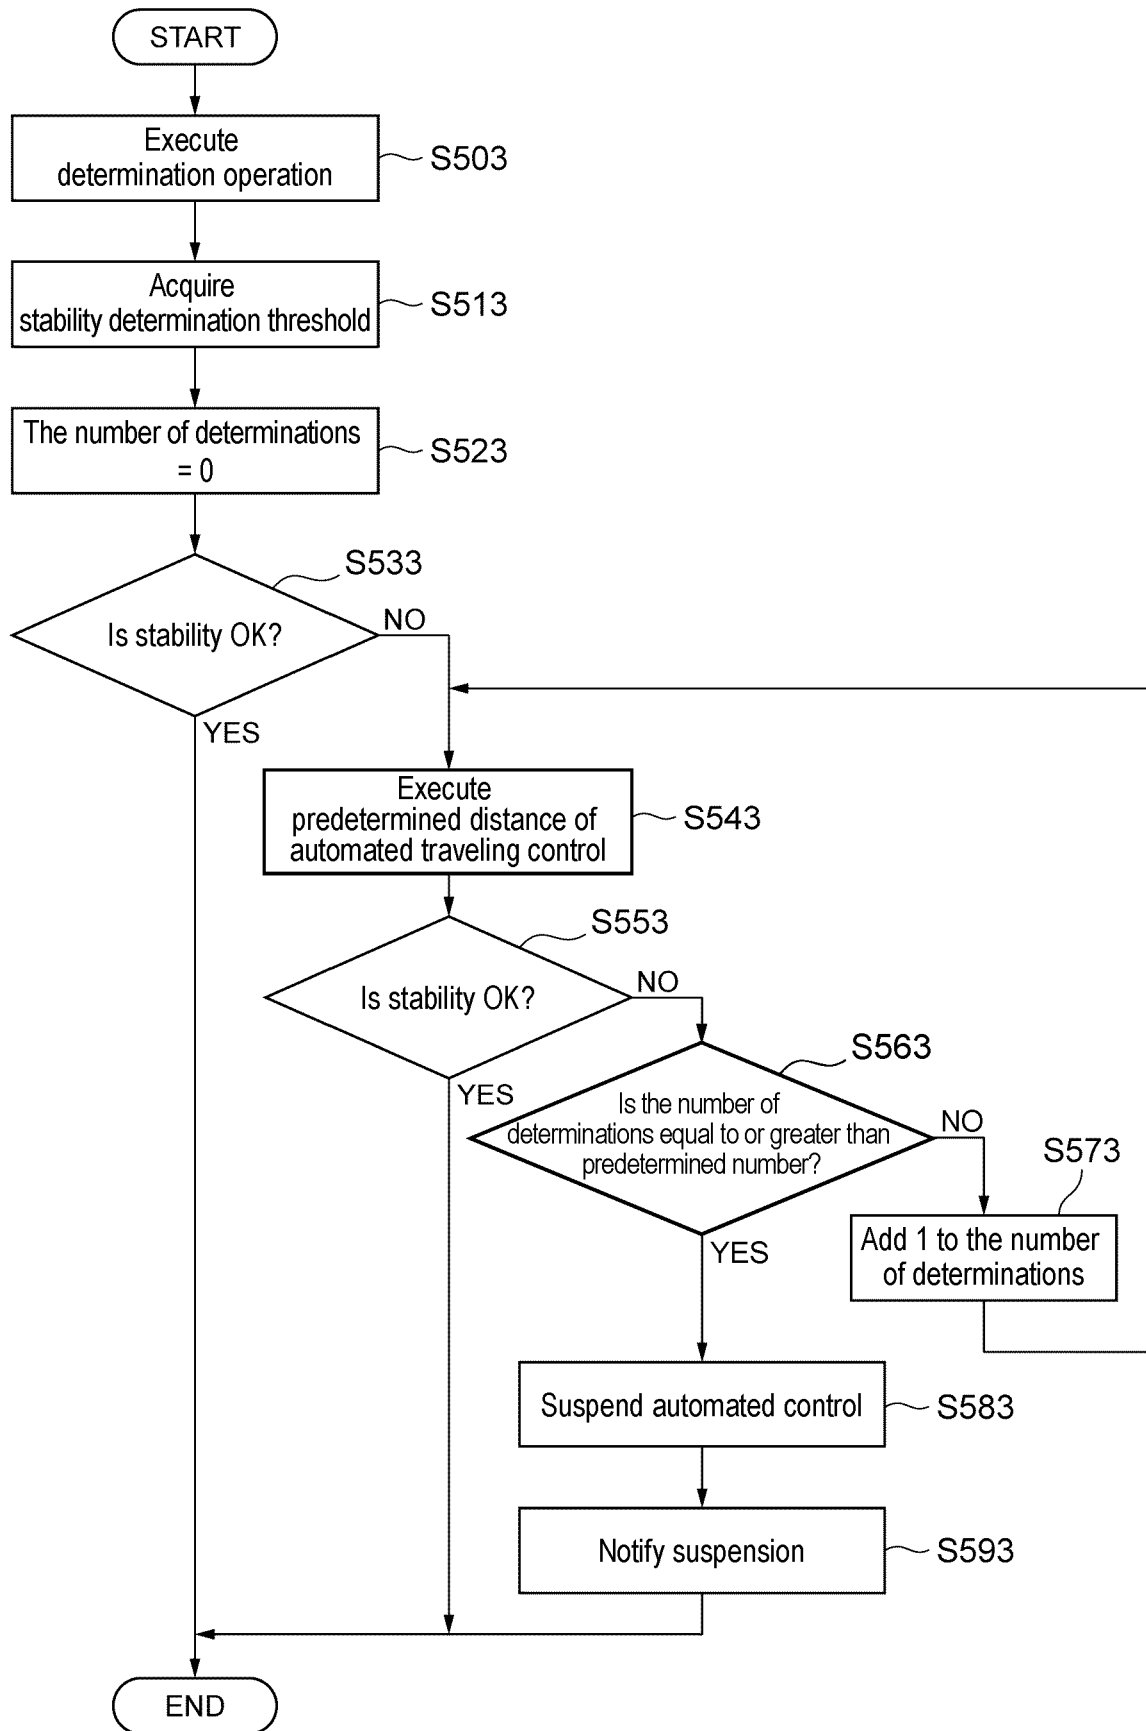 START
Execute
determination operation
S503
Acquire
stability determination threshold
S513
The number of determinations
= 0
S523
S533
Is stability OK?
NO
YES
Execute
predetermined distance of
automated traveling control
S543
S553
Is stability OK?
NO
YES
S563
Is the number of
determinations equal to or greater than
predetermined number?
NO
YES
S573
Add 1 to the number
of determinations
Suspend automated control
S583
Notify suspension
S593
END